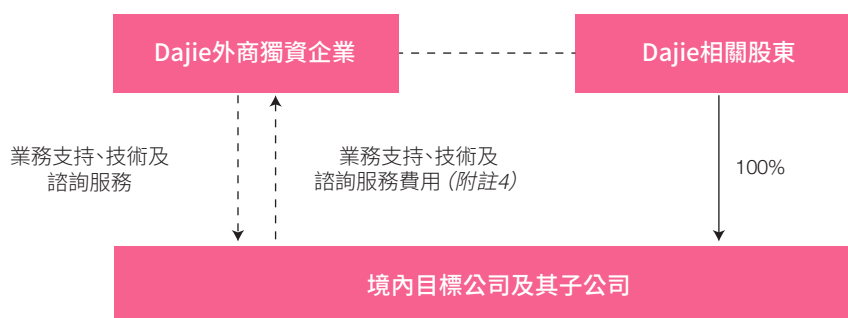 Dajie外商獨資企業
Dajie相關股東
業務支持、技術及
諮詢服務
業務支持、技術及
諮詢服務費用(附註4)
100%
境內目標公司及其子公司